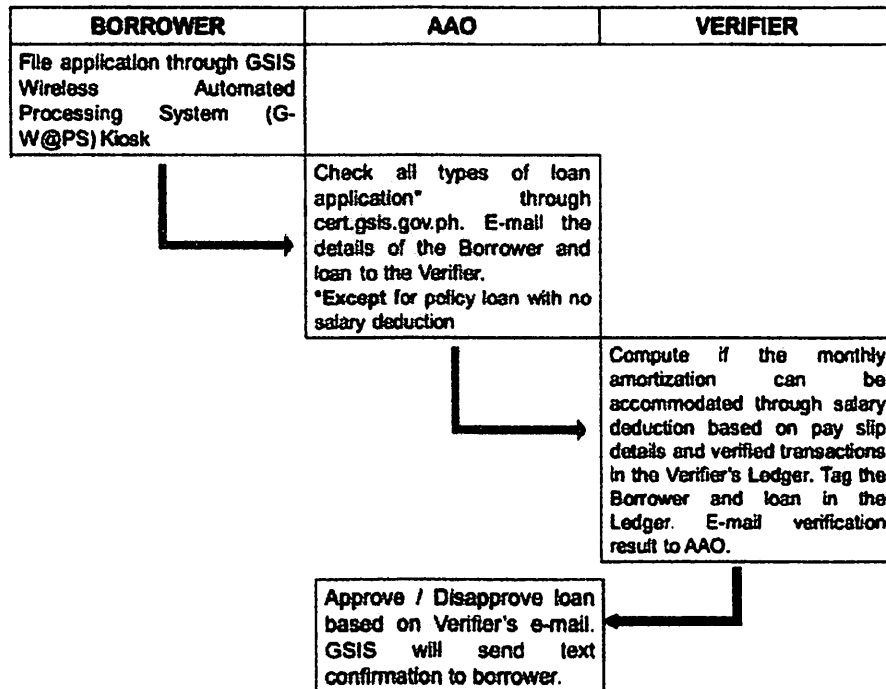 BORROWER AAO VERIFIER
File application through GSIS
Wireless Automated
Processing System (G-
W@PS) Kiosk
Check all types of loan
application* through
cert.gsis.gov.ph. E-mail the
details of the Borrower and
loan to the Verifier.
*Except for policy loan with no
salary deduction
Compute if the monthly
amortization can be
accommodated through salary
deduction based on pay slip
details and verified transactions
in the Verifier's Ledger. Tag the
Borrower and loan in the
Ledger. E-mail verification
result to AAO.
Approve / Disapprove loan
based on Verifier's e-mail.
GSIS will send text
confirmation to borrower.